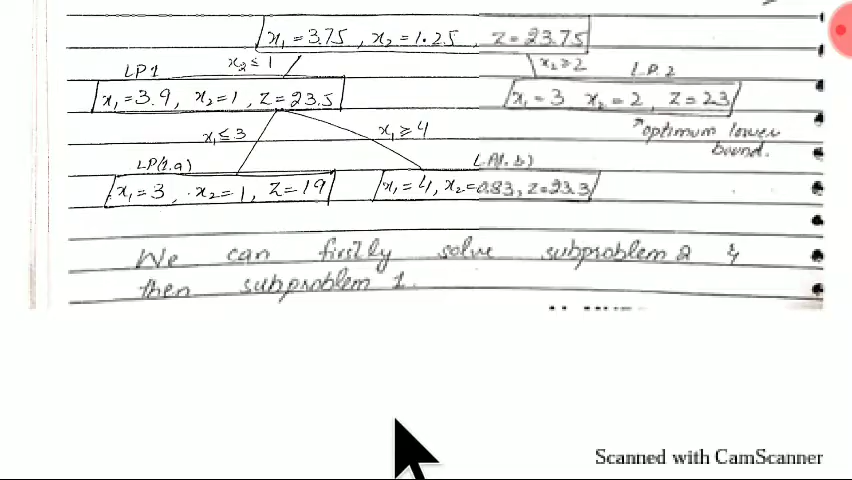 x₁ = 3.75 , x₂ = 1.25 , Z = 23.75
x₂ ≤ 1
x₂ ≥ 2
LP1
L.P.2
x₁ = 3.9, x₂ = 1, Z = 23.5
x₁ = 3 x₂ = 2, Z = 23
optimum lower
bound.
x₁ ≤ 3
x₁ ≥ 4
LP(1.a)
L.P(1.b)
x₁ = 3, x₂ = 1, Z = 19
x₁ = 4, x₂ = 0.83, Z = 23.3
We can firstly solve subproblem 2 &
then subproblem 1.
Scanned with CamScanner